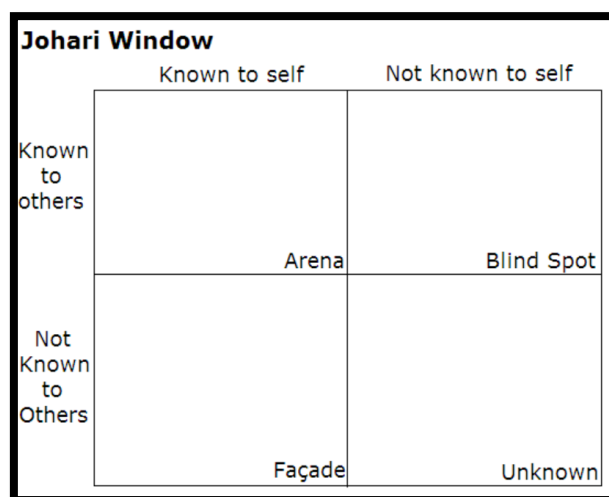 Johari Window
Known to self
Not known to self
Known
to
others
Arena
Blind Spot
Not
Known
to
Others
Façade
Unknown